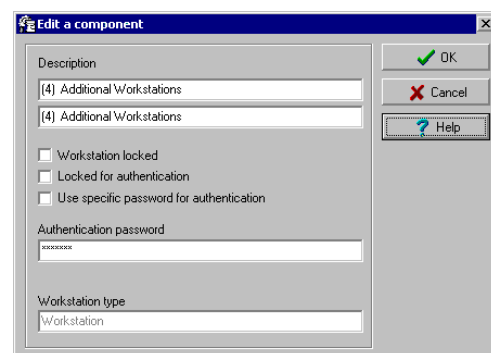 Edit a component
Description
(4) Additional Workstations
(4) Additional Workstations
Workstation locked
Locked for authentication
Use specific password for authentication
Authentication password
xxxxxxx
Workstation type
Workstation
OK
Cancel
? Help